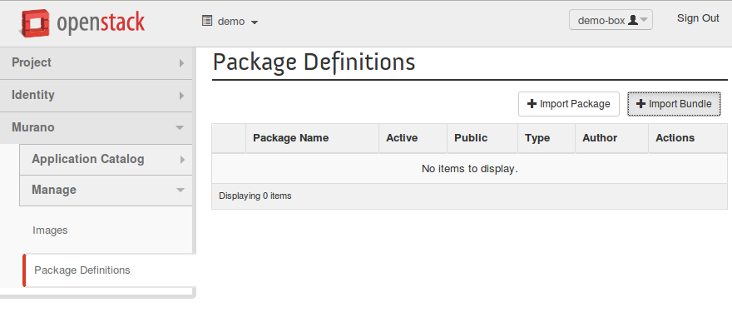 openstack
demo
demo-box
Sign Out
Project
Identity
Murano
Application Catalog
Manage
Images
Package Definitions
Package Definitions
Import Package
Import Bundle
Package Name Active Public Type Author Actions
No items to display.
Displaying 0 items